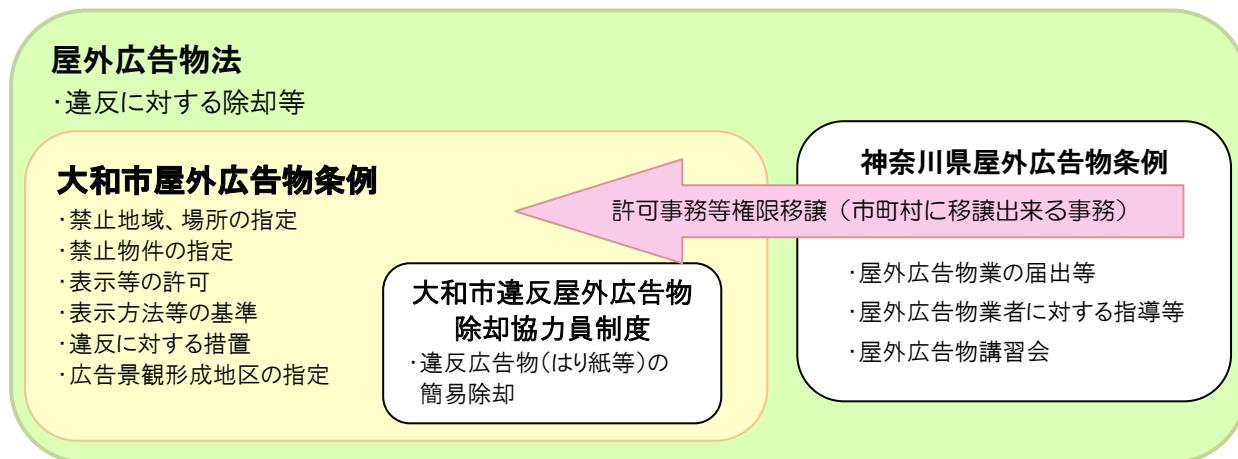 屋外広告物法
・違反に対する除却等
大和市屋外広告物条例
・禁止地域、場所の指定
・禁止物件の指定
・表示等の許可
・表示方法等の基準
・違反に対する措置
・広告景観形成地区の指定
大和市違反屋外広告物
除却協力員制度
・違反広告物(はり紙等)の
簡易除却
神奈川県屋外広告物条例
許可事務等権限移譲（市町村に移譲出来る事務）
・屋外広告物業の届出等
・屋外広告物業者に対する指導等
・屋外広告物講習会